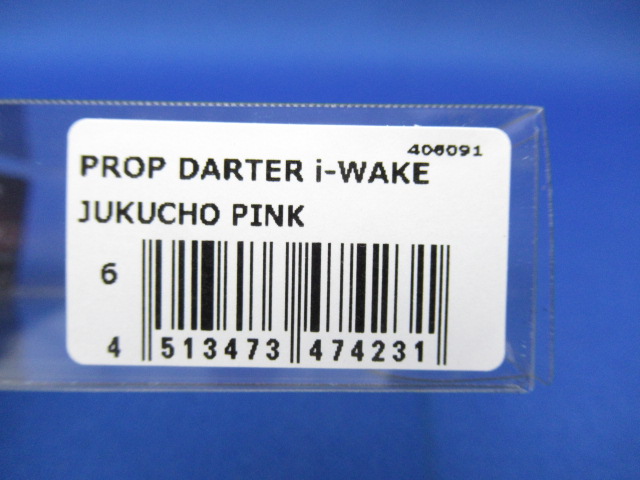 406091
PROP DARTER i-WAKE
JUKUCHO PINK
6
4 513473 474231